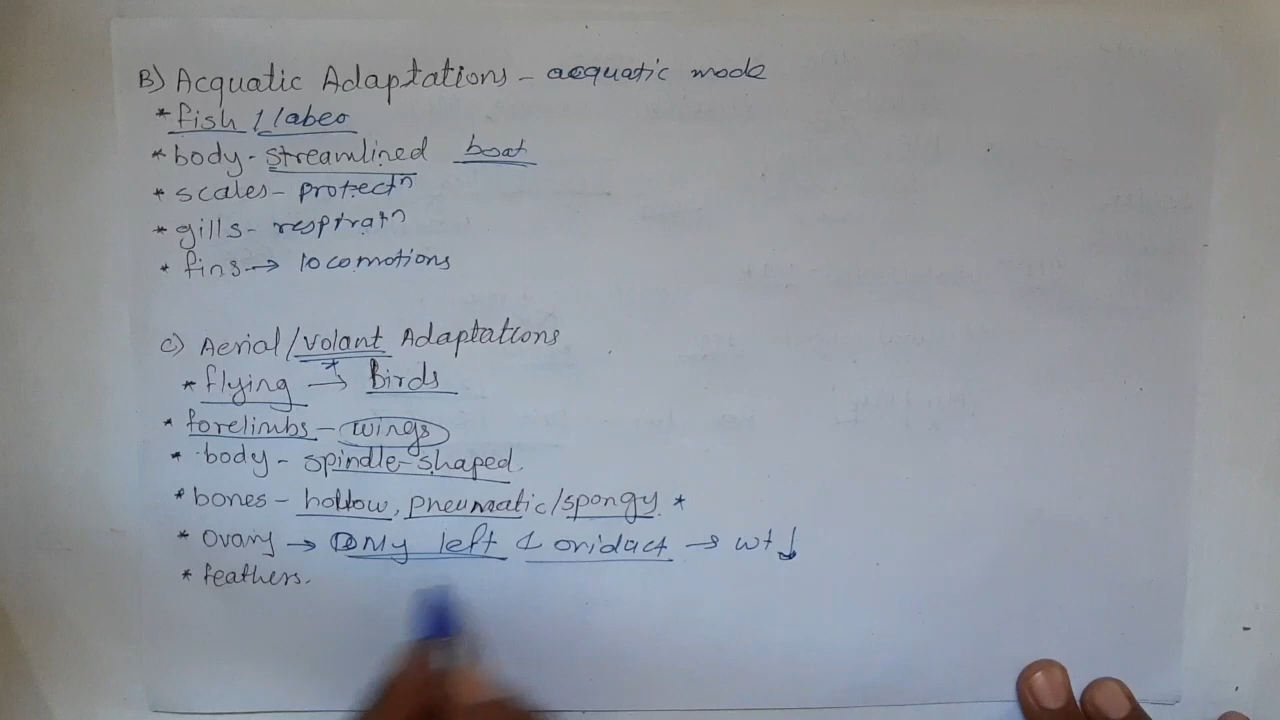 B) Acquatic Adaptations - acquatic mode
* fish / labeo
* body - streamlined boat
* scales - protectn
* gills - respiratn
* fins → locomotions
C) Aerial / Volant Adaptations
* flying → Birds
* forelimbs - wings
* body - spindle-shaped.
* bones - hollow, pneumatic/spongy *
* Ovary → Only left & oviduct → wt ↓
* feathers.